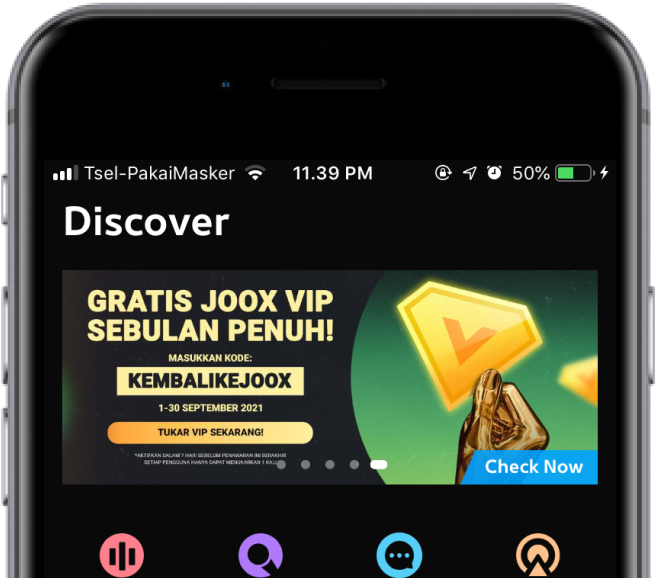 Tsel-PakaiMasker 11.39 PM 50%
Discover
GRATIS JOOX VIP
SEBULAN PENUH!
MASUKKAN KODE:
KEMBALIKEJOOX
1-30 SEPTEMBER 2021
TUKAR VIP SEKARANG!
*AKTIFKAN DALAM 7 HARI SEBELUM PENAWARAN INI BERAKHIR
SETIAP PENGGUNA HANYA DAPAT MENUKARKAN 1 KALI
Check Now